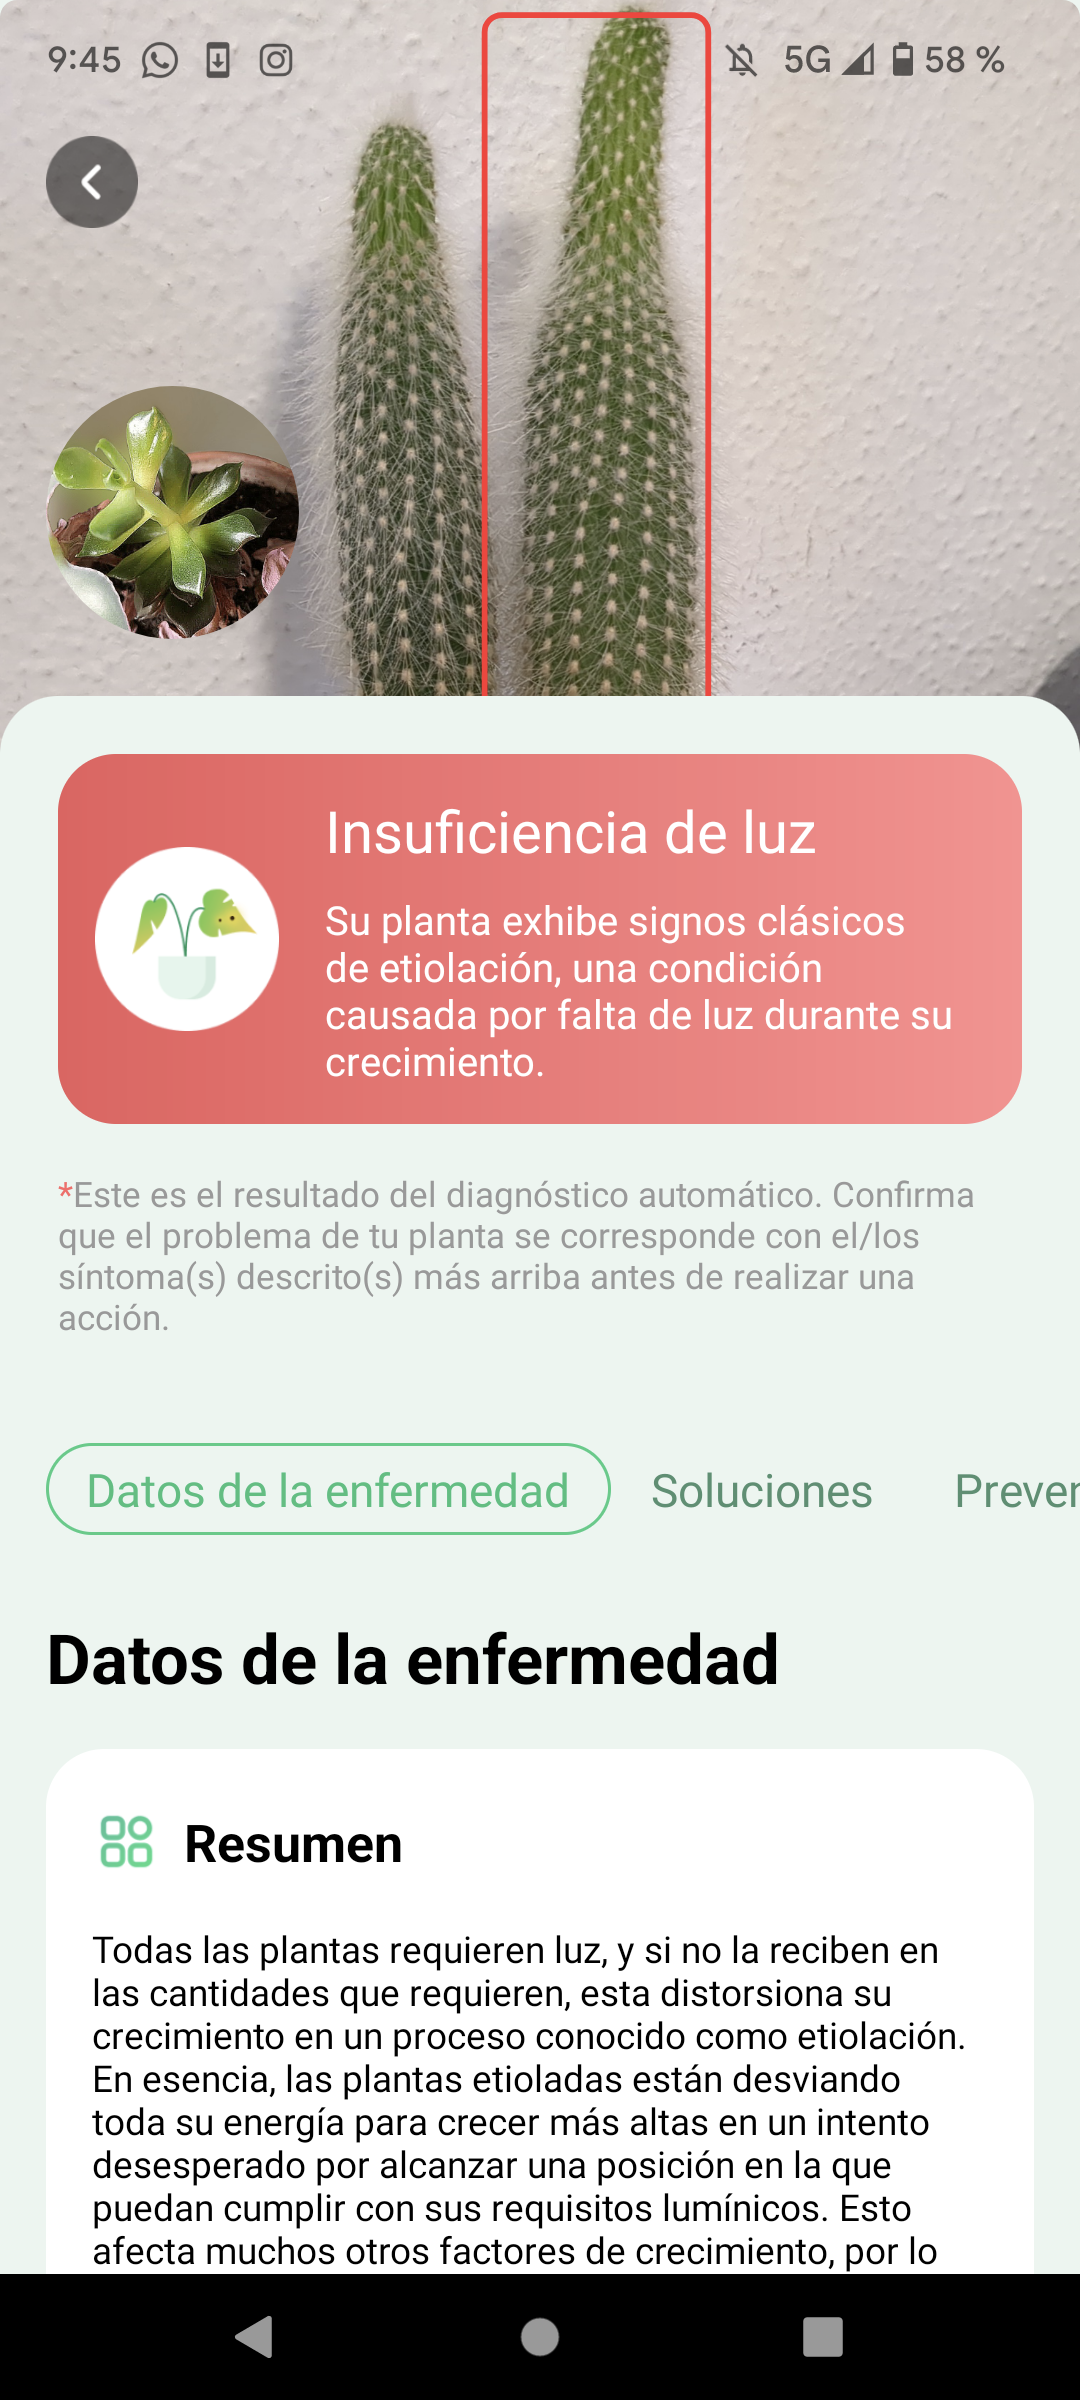 9:45 5G 58 %
Insuficiencia de luz
Su planta exhibe signos clásicos
de etiolación, una condición
causada por falta de luz durante su
crecimiento.
*Este es el resultado del diagnóstico automático. Confirma
que el problema de tu planta se corresponde con el/los
síntoma(s) descrito(s) más arriba antes de realizar una
acción.
Datos de la enfermedad Soluciones Preven
Datos de la enfermedad
Resumen
Todas las plantas requieren luz, y si no la reciben en
las cantidades que requieren, esta distorsiona su
crecimiento en un proceso conocido como etiolación.
En esencia, las plantas etioladas están desviando
toda su energía para crecer más altas en un intento
desesperado por alcanzar una posición en la que
puedan cumplir con sus requisitos lumínicos. Esto
afecta muchos otros factores de crecimiento, por lo